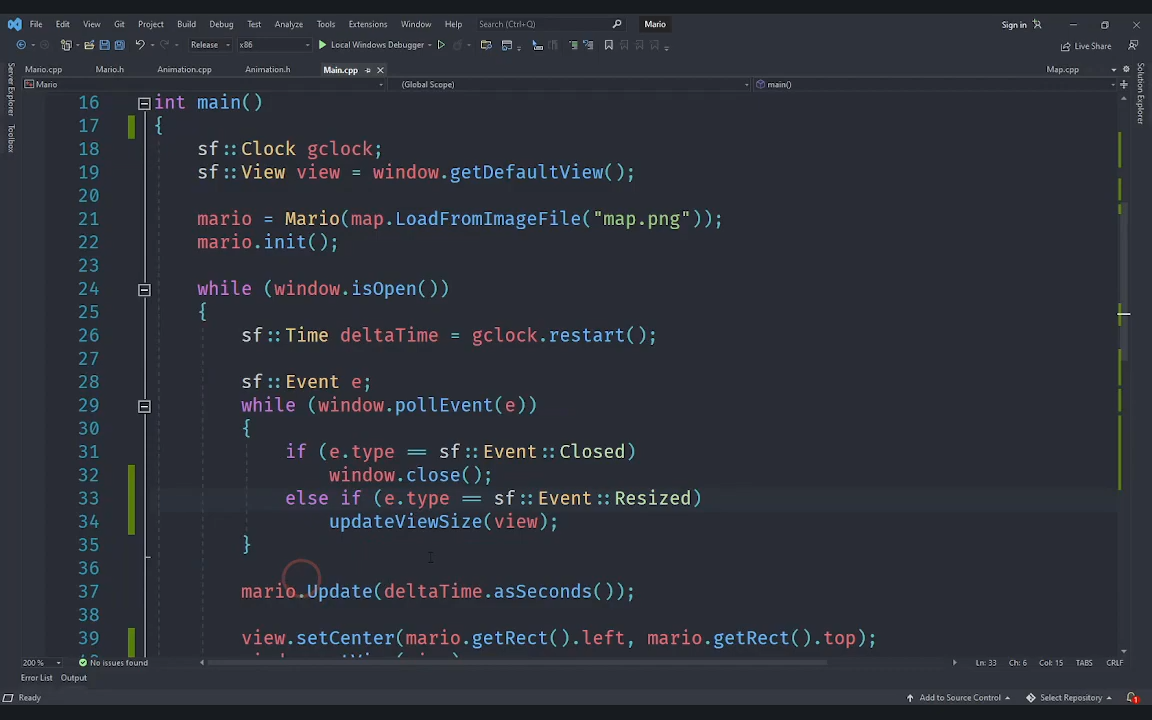 File Edit View Git Project Build Debug Test Analyze Tools Extensions Window Help Search (Ctrl+Q) Mario Sign in
Release x86 Local Windows Debugger Live Share
Mario.cpp Mario.h Animation.cpp Animation.h Main.cpp Map.cpp
Mario (Global Scope) main()
Server Explorer
Toolbox
Solution Explorer
16 int main()
17 {
18 sf::Clock gclock;
19 sf::View view = window.getDefaultView();
20
21 mario = Mario(map.LoadFromImageFile("map.png"));
22 mario.init();
23
24 while (window.isOpen())
25 {
26 sf::Time deltaTime = gclock.restart();
27
28 sf::Event e;
29 while (window.pollEvent(e))
30 {
31 if (e.type == sf::Event::Closed)
32 window.close();
33 else if (e.type == sf::Event::Resized)
34 updateViewSize(view);
35 }
36
37 mario.Update(deltaTime.asSeconds());
38
39 view.setCenter(mario.getRect().left, mario.getRect().top);
200 % No issues found Ln: 33 Ch: 6 Col: 15 TABS CRLF
Error List Output
Ready Add to Source Control Select Repository 1